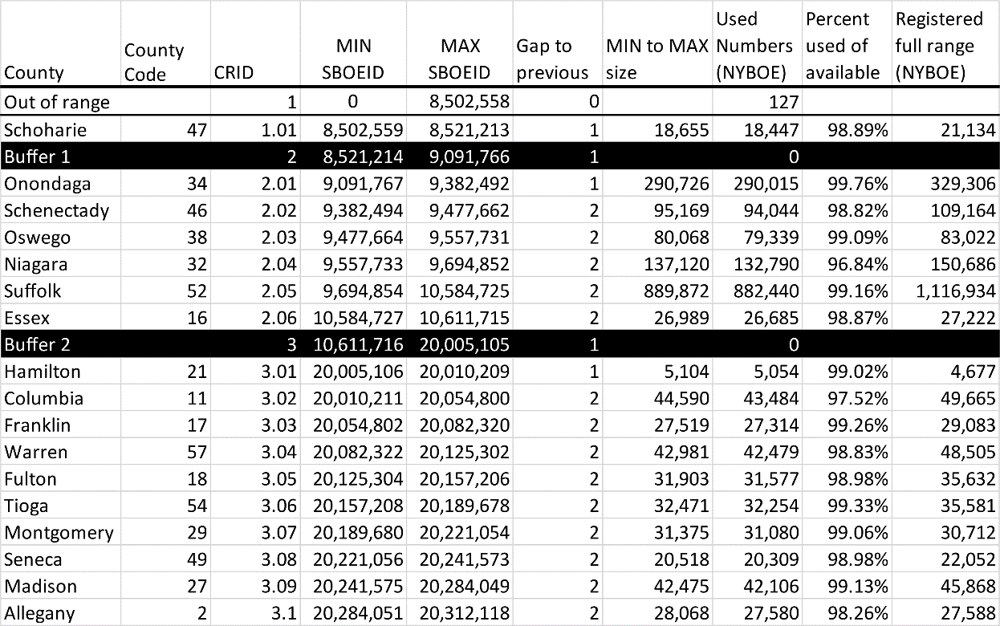 County County Code CRID MIN SBOEID MAX SBOEID Gap to previous MIN to MAX size Used Numbers (NYBOE) Percent used of available Registered full range (NYBOE)
Out of range 1 0 8,502,558 0 127
Schoharie 47 1.01 8,502,559 8,521,213 1 18,655 18,447 98.89% 21,134
Buffer 1 2 8,521,214 9,091,766 1 0
Onondaga 34 2.01 9,091,767 9,382,492 1 290,726 290,015 99.76% 329,306
Schenectady 46 2.02 9,382,494 9,477,662 2 95,169 94,044 98.82% 109,164
Oswego 38 2.03 9,477,664 9,557,731 2 80,068 79,339 99.09% 83,022
Niagara 32 2.04 9,557,733 9,694,852 2 137,120 132,790 96.84% 150,686
Suffolk 52 2.05 9,694,854 10,584,725 2 889,872 882,440 99.16% 1,116,934
Essex 16 2.06 10,584,727 10,611,715 2 26,989 26,685 98.87% 27,222
Buffer 2 3 10,611,716 20,005,105 1 0
Hamilton 21 3.01 20,005,106 20,010,209 1 5,104 5,054 99.02% 4,677
Columbia 11 3.02 20,010,211 20,054,800 2 44,590 43,484 97.52% 49,665
Franklin 17 3.03 20,054,802 20,082,320 2 27,519 27,314 99.26% 29,083
Warren 57 3.04 20,082,322 20,125,302 2 42,981 42,479 98.83% 48,505
Fulton 18 3.05 20,125,304 20,157,206 2 31,903 31,577 98.98% 35,632
Tioga 54 3.06 20,157,208 20,189,678 2 32,471 32,254 99.33% 35,581
Montgomery 29 3.07 20,189,680 20,221,054 2 31,375 31,080 99.06% 30,712
Seneca 49 3.08 20,221,056 20,241,573 2 20,518 20,309 98.98% 22,052
Madison 27 3.09 20,241,575 20,284,049 2 42,475 42,106 99.13% 45,868
Allegany 2 3.1 20,284,051 20,312,118 2 28,068 27,580 98.26% 27,588